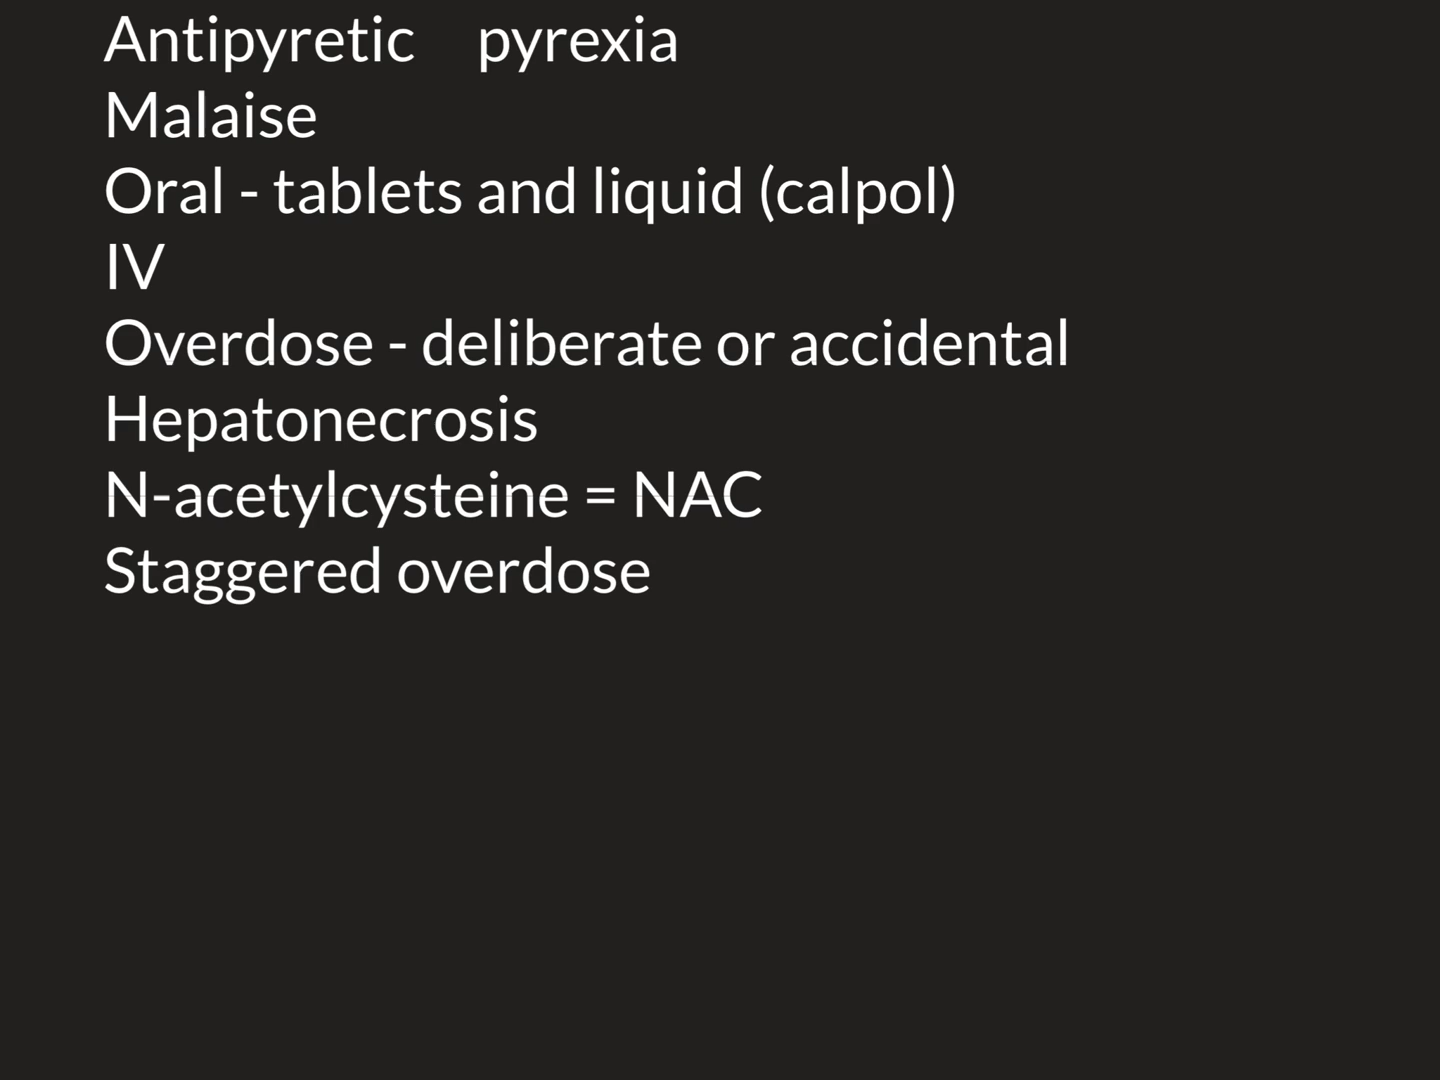 Antipyretic pyrexia
Malaise
Oral - tablets and liquid (calpol)
IV
Overdose - deliberate or accidental
Hepatonecrosis
N-acetylcysteine = NAC
Staggered overdose